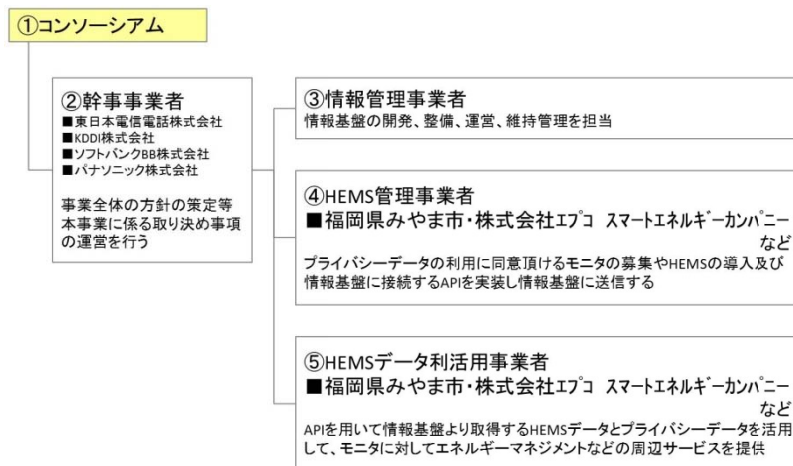 ①コンソーシアム
②幹事事業者
■東日本電信電話株式会社
■KDDI株式会社
■ソフトバンクBB株式会社
■パナソニック株式会社
事業全体の方針の策定等
本事業に係る取り決め事項
の運営を行う
③情報管理事業者
情報基盤の開発、整備、運営、維持管理を担当
④HEMS管理事業者
■福岡県みやま市・株式会社ｴﾌﾟｺ ｽﾏｰﾄｴﾈﾙｷﾞｰｶﾝﾊﾟﾆｰ
など
プライバシーデータの利用に同意頂けるモニタの募集やHEMSの導入及び
情報基盤に接続するAPIを実装し情報基盤に送信する
⑤HEMSデータ利活用事業者
■福岡県みやま市・株式会社ｴﾌﾟｺ ｽﾏｰﾄｴﾈﾙｷﾞｰｶﾝﾊﾟﾆｰ
など
APIを用いて情報基盤より取得するHEMSデータとプライバシーデータを活用
して、モニタに対してエネルギーマネジメントなどの周辺サービスを提供